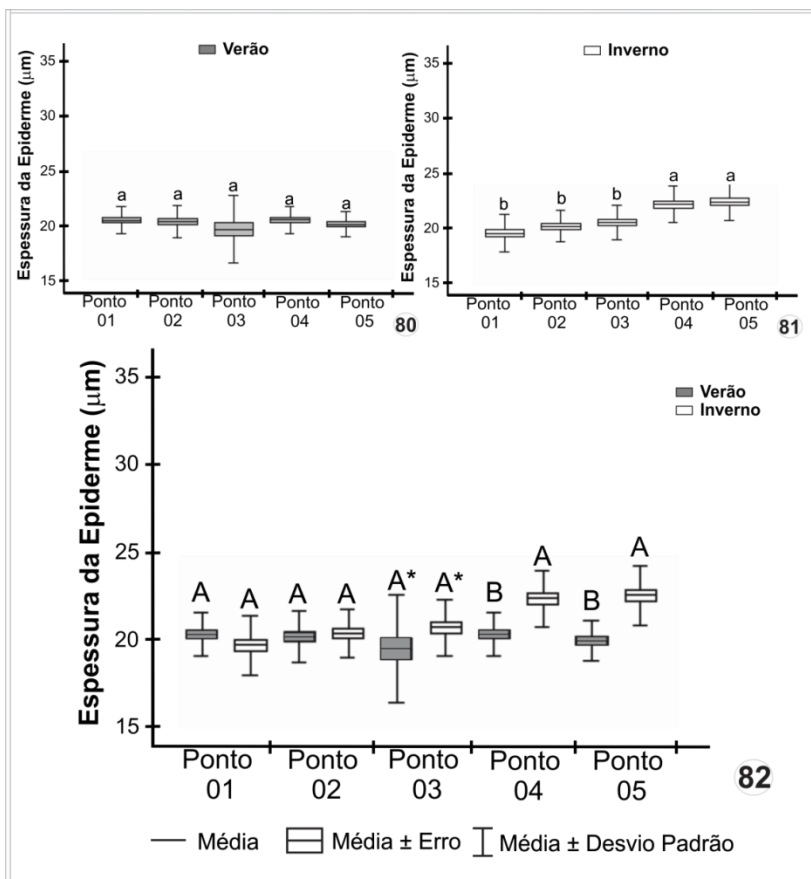 Verão
Espessura da Epiderme (µm)
35
30
25
20
15
a a a a a
Ponto 01
Ponto 02
Ponto 03
Ponto 04
Ponto 05
80
Inverno
Espessura da Epiderme (µm)
35
30
25
20
15
b b b a a
Ponto 01
Ponto 02
Ponto 03
Ponto 04
Ponto 05
81
Verão
Inverno
Espessura da Epiderme (µm)
35
30
25
20
15
A A A A A* A* B A B A
Ponto 01
Ponto 02
Ponto 03
Ponto 04
Ponto 05
82
Média
Média ± Erro
Média ± Desvio Padrão